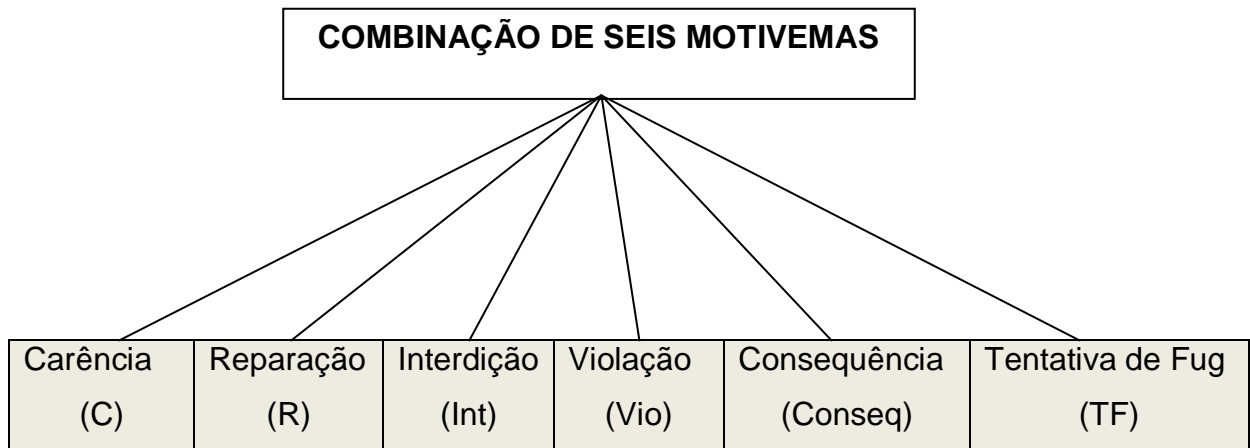 COMBINAÇÃO DE SEIS MOTIVEMAS
Carência Reparação Interdição Violação Consequência Tentativa de Fug
(C) (R) (Int) (Vio) (Conseq) (TF)